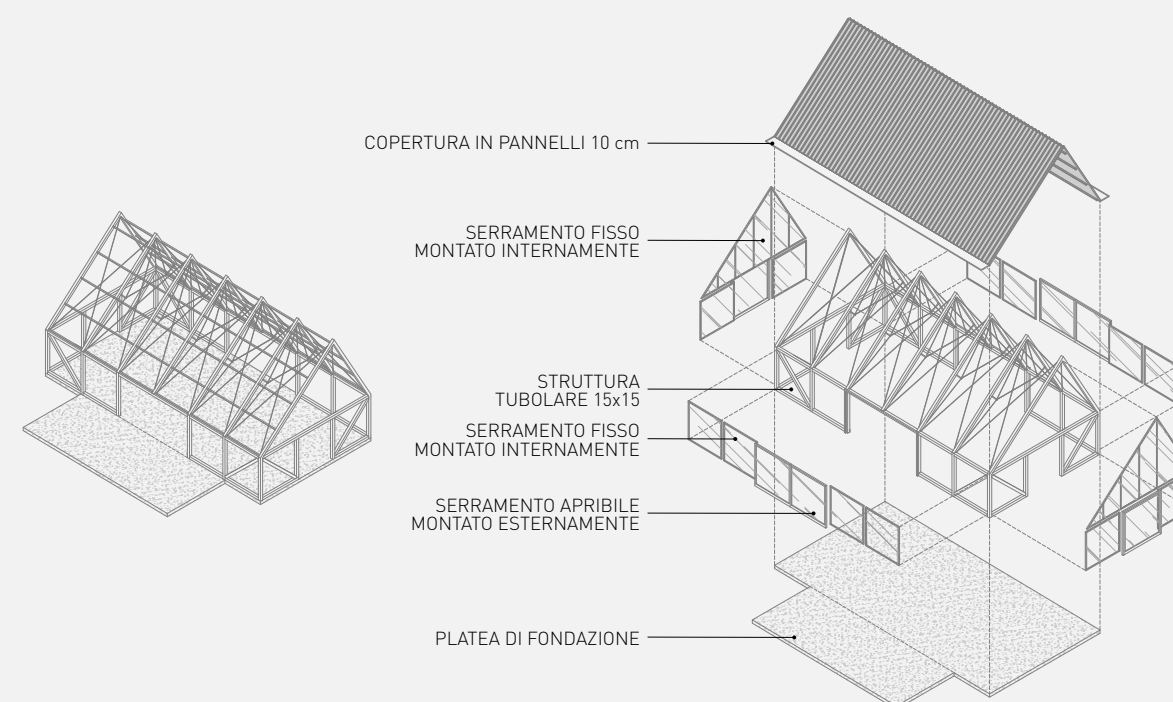 COPERTURA IN PANNELLI 10 cm
SERRAMENTO FISSO
MONTATO INTERNAMENTE
STRUTTURA
TUBOLARE 15x15
SERRAMENTO FISSO
MONTATO INTERNAMENTE
SERRAMENTO APRIBILE
MONTATO ESTERNAMENTE
PLATEA DI FONDAZIONE